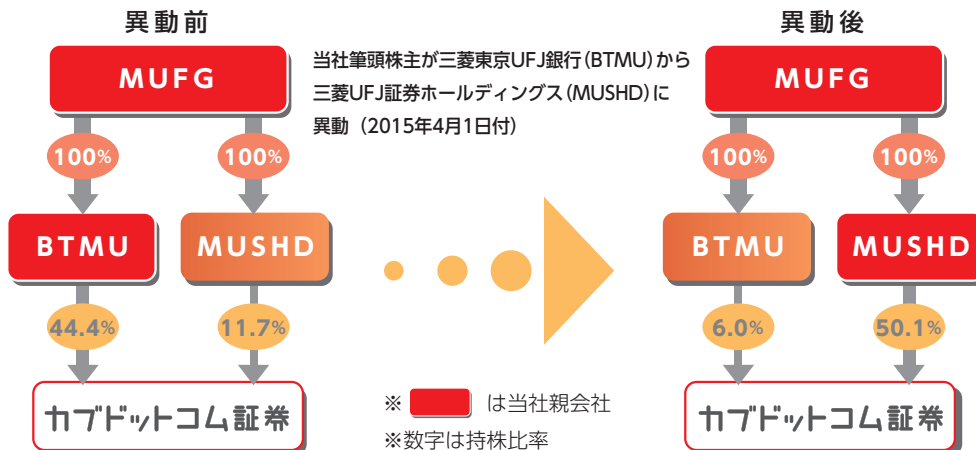 異動前
MUFG
100%
100%
BTMU
MUSHD
44.4%
11.7%
カブドットコム証券
当社筆頭株主が三菱東京UFJ銀行(BTMU)から
三菱UFJ証券ホールディングス(MUSHD)に
異動（2015年4月1日付）
異動後
MUFG
100%
100%
BTMU
MUSHD
6.0%
50.1%
カブドットコム証券
※ は当社親会社
※数字は持株比率